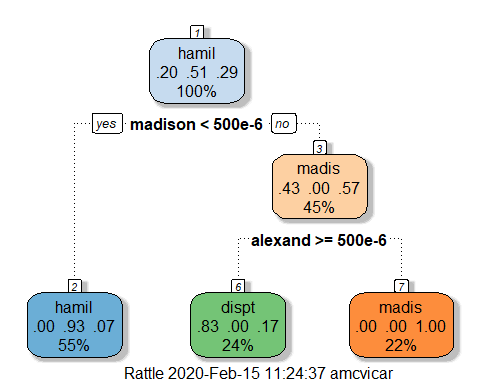 1
hamil
.20 .51 .29
100%
yes madison < 500e-6 no
3
madis
.43 .00 .57
45%
alexand >= 500e-6
2
hamil
.00 .93 .07
55%
6
dispt
.83 .00 .17
24%
7
madis
.00 .00 1.00
22%
Rattle 2020-Feb-15 11:24:37 amcvicar